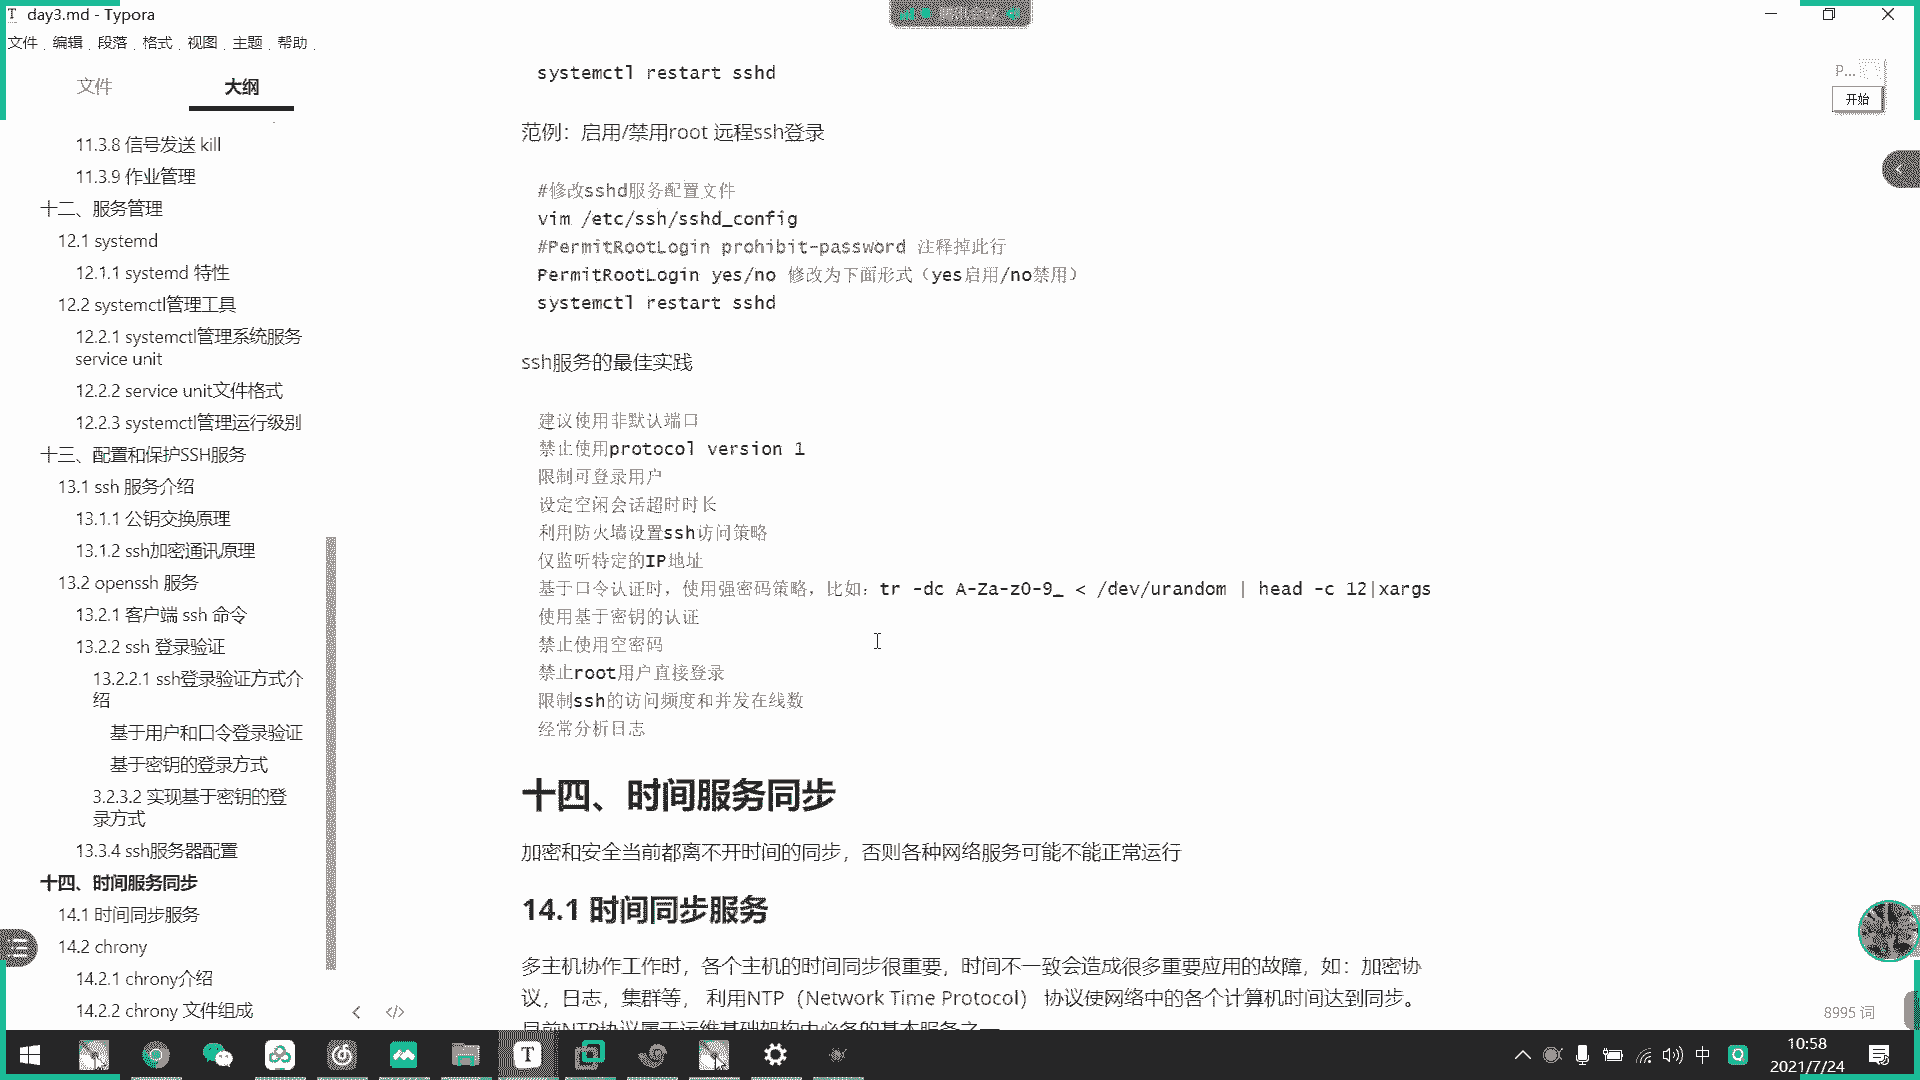 day3.md - Typora
腾讯会议
文件 编辑 段落 格式 视图 主题 帮助
文件 大纲
11.3.8 信号发送 kill
11.3.9 作业管理
十二、服务管理
12.1 systemd
12.1.1 systemd 特性
12.2 systemctl管理工具
12.2.1 systemctl管理系统服务
service unit
12.2.2 service unit文件格式
12.2.3 systemctl管理运行级别
十三、配置和保护SSH服务
13.1 ssh 服务介绍
13.1.1 公钥交换原理
13.1.2 ssh加密通讯原理
13.2 openssh 服务
13.2.1 客户端 ssh 命令
13.2.2 ssh 登录验证
13.2.2.1 ssh登录验证方式介
绍
基于用户和口令登录验证
基于密钥的登录方式
3.2.3.2 实现基于密钥的登
录方式
13.3.4 ssh服务器配置
十四、时间服务同步
14.1 时间同步服务
14.2 chrony
14.2.1 chrony介绍
14.2.2 chrony 文件组成
systemctl restart sshd
范例：启用/禁用root 远程ssh登录
#修改sshd服务配置文件
vim /etc/ssh/sshd_config
#PermitRootLogin prohibit-password 注释掉此行
PermitRootLogin yes/no 修改为下面形式（yes启用/no禁用）
systemctl restart sshd
ssh服务的最佳实践
建议使用非默认端口
禁止使用protocol version 1
限制可登录用户
设定空闲会话超时时长
利用防火墙设置ssh访问策略
仅监听特定的IP地址
基于口令认证时，使用强密码策略，比如：tr -dc A-Za-z0-9_ < /dev/urandom | head -c 12|xargs
使用基于密钥的认证
禁止使用空密码
禁止root用户直接登录
限制ssh的访问频度和并发在线数
经常分析日志
十四、时间服务同步
加密和安全当前都离不开时间的同步，否则各种网络服务可能不能正常运行
14.1 时间同步服务
多主机协作工作时，各个主机的时间同步很重要，时间不一致会造成很多重要应用的故障，如：加密协
议，日志，集群等， 利用NTP（Network Time Protocol） 协议使网络中的各个计算机时间达到同步。
目前NTP协议属于运维基础架构中必备的基本服务之一
P...
开始
8995 词
中
10:58
2021/7/24